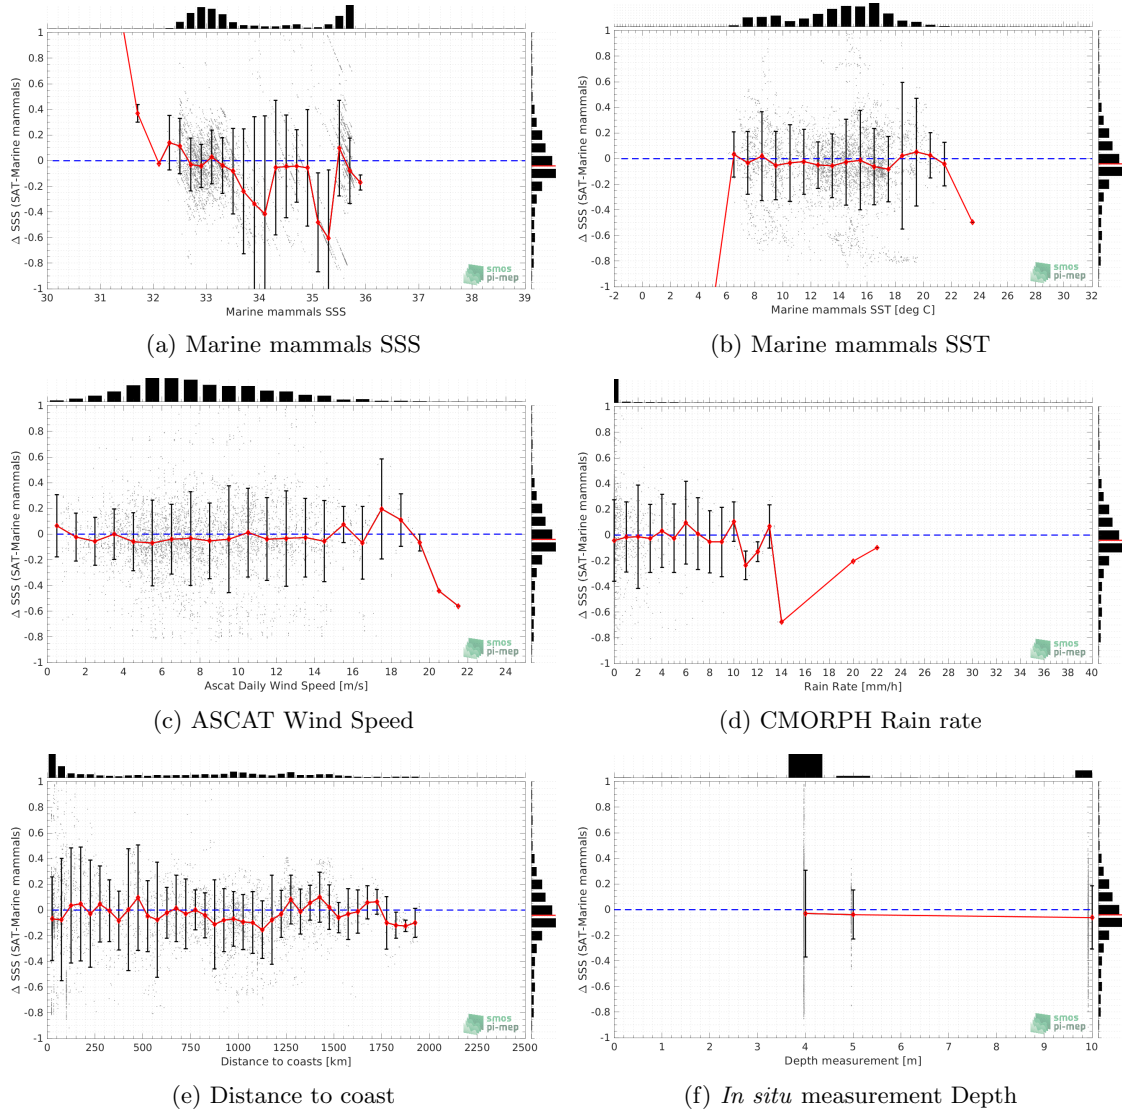 1
0.8
0.6
0.4
0.2
0
-0.2
-0.4
-0.6
-0.8
-1
Δ SSS (SAT-Marine mammals)
30 31 32 33 34 35 36 37 38 39
Marine mammals SSS
smos
pi-mep
(a) Marine mammals SSS
1
0.8
0.6
0.4
0.2
0
-0.2
-0.4
-0.6
-0.8
-1
Δ SSS (SAT-Marine mammals)
-2 0 2 4 6 8 10 12 14 16 18 20 22 24 26 28 30 32
Marine mammals SST [deg C]
smos
pi-mep
(b) Marine mammals SST
1
0.8
0.6
0.4
0.2
0
-0.2
-0.4
-0.6
-0.8
-1
Δ SSS (SAT-Marine mammals)
0 2 4 6 8 10 12 14 16 18 20 22 24
Ascat Daily Wind Speed [m/s]
smos
pi-mep
(c) ASCAT Wind Speed
1
0.8
0.6
0.4
0.2
0
-0.2
-0.4
-0.6
-0.8
-1
Δ SSS (SAT-Marine mammals)
0 2 4 6 8 10 12 14 16 18 20 22 24 26 28 30 32 34 36 38 40
Rain Rate [mm/h]
smos
pi-mep
(d) CMORPH Rain rate
1
0.8
0.6
0.4
0.2
0
-0.2
-0.4
-0.6
-0.8
-1
Δ SSS (SAT-Marine mammals)
0 250 500 750 1000 1250 1500 1750 2000 2250 2500
Distance to coasts [km]
smos
pi-mep
(e) Distance to coast
1
0.8
0.6
0.4
0.2
0
-0.2
-0.4
-0.6
-0.8
-1
Δ SSS (SAT-Marine mammals)
0 1 2 3 4 5 6 7 8 9 10
Depth measurement [m]
smos
pi-mep
(f) In situ measurement Depth